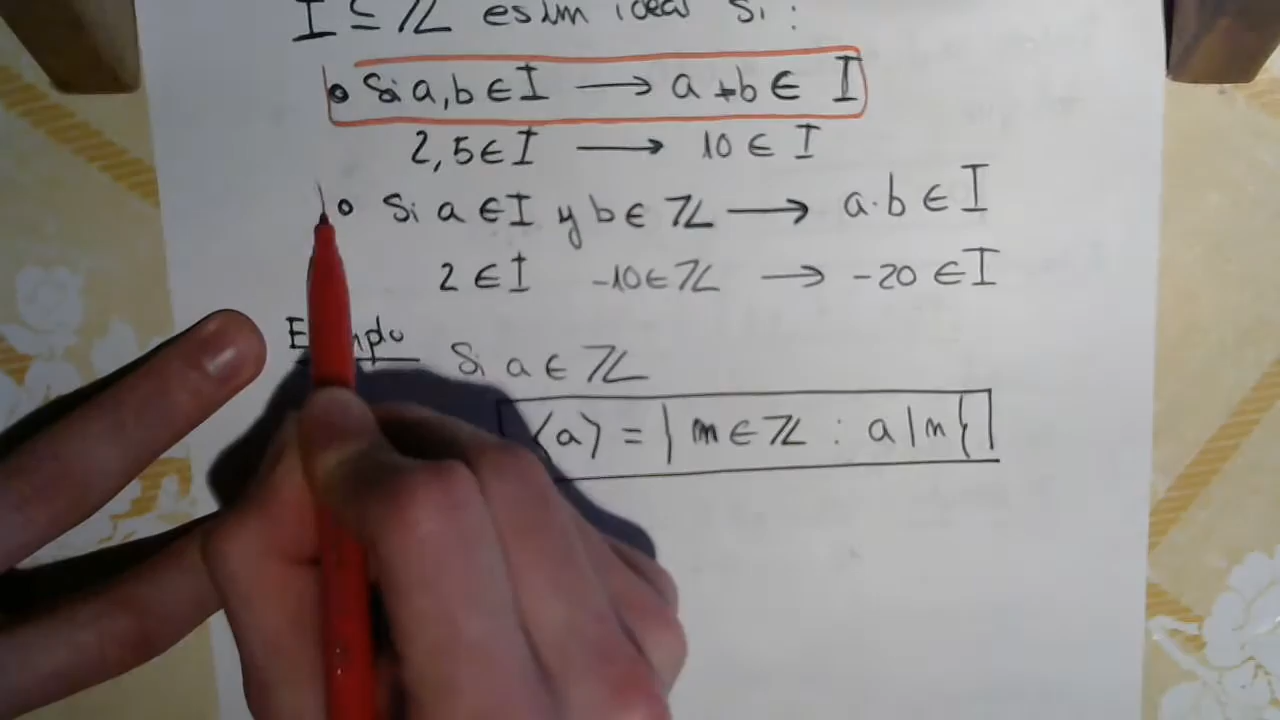 I ⊆ ℤ es un ideal si:
• Si a,b ∈ I ⟶ a+b ∈ I
2,5 ∈ I ⟶ 10 ∈ I
• Si a ∈ I y b ∈ ℤ ⟶ a·b ∈ I
2 ∈ I -10 ∈ ℤ ⟶ -20 ∈ I
Si a ∈ ℤ
⟨a⟩ = { m ∈ ℤ : a | m }